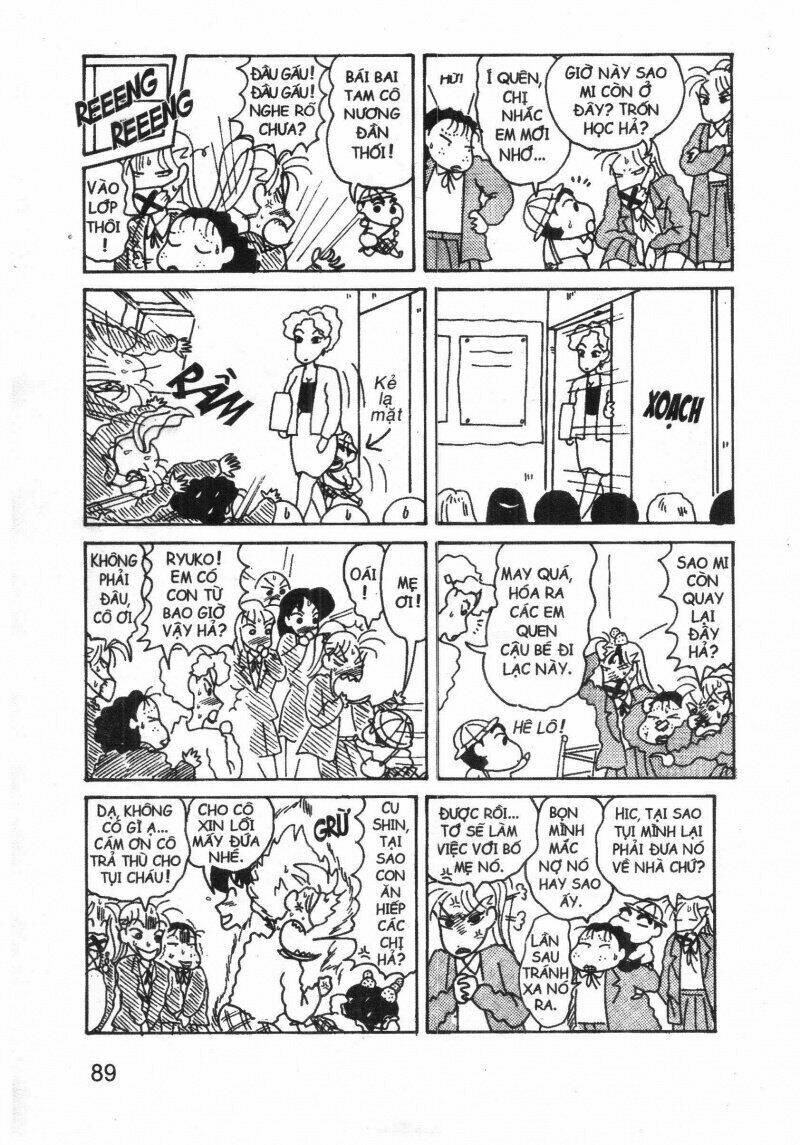 GIỜ NÀY SAO
MI CÒN Ở
ĐÂY? TRỐN
HỌC HẢ?
Í QUÊN,
CHỊ
NHẮC
EM MỚI
NHỚ...
HỨ!
BÁI BAI
TAM CÔ
NƯƠNG
ĐẦN
THỐI!
ĐẦU GẤU!
ĐẦU GẤU!
NGHE RÕ
CHƯA?
REEENG
REEENG
VÀO
LỚP
THÔI
!
XOẠCH
Kẻ
lạ
mặt
RẦM
SAO MI
CÒN
QUAY
LẠI
ĐÂY
HẢ?
MAY QUÁ,
HÓA RA
CÁC EM
QUEN
CẬU BÉ ĐI
LẠC NÀY.
HÊ LÔ!
MẸ
ƠI!
OÁI
!
RYUKO!
EM CÓ
CON TỪ
BAO GIỜ
VẬY HẢ?
KHÔNG
PHẢI
ĐÂU,
CÔ ƠI
HIC, TẠI SAO
TỤI MÌNH LẠI
PHẢI ĐƯA NÓ
VỀ NHÀ CHỨ?
BỌN
MÌNH
MẮC
NỢ NÓ
HAY SAO
ẤY.
ĐƯỢC RỒI...
TỚ SẼ LÀM
VIỆC VỚI BỐ
MẸ NÓ.
LẦN
SAU
TRÁNH
XA NÓ
RA.
CU
SHIN,
TẠI
SAO
CON
ĂN
HIẾP
CÁC
CHỊ
HẢ?
GRỪ
CHO CÔ
XIN LỖI
MẤY ĐỨA
NHÉ.
DẠ, KHÔNG
CÓ GÌ Ạ...
CÁM ƠN CÔ
TRẢ THÙ CHO
TỤI CHÁU!
89